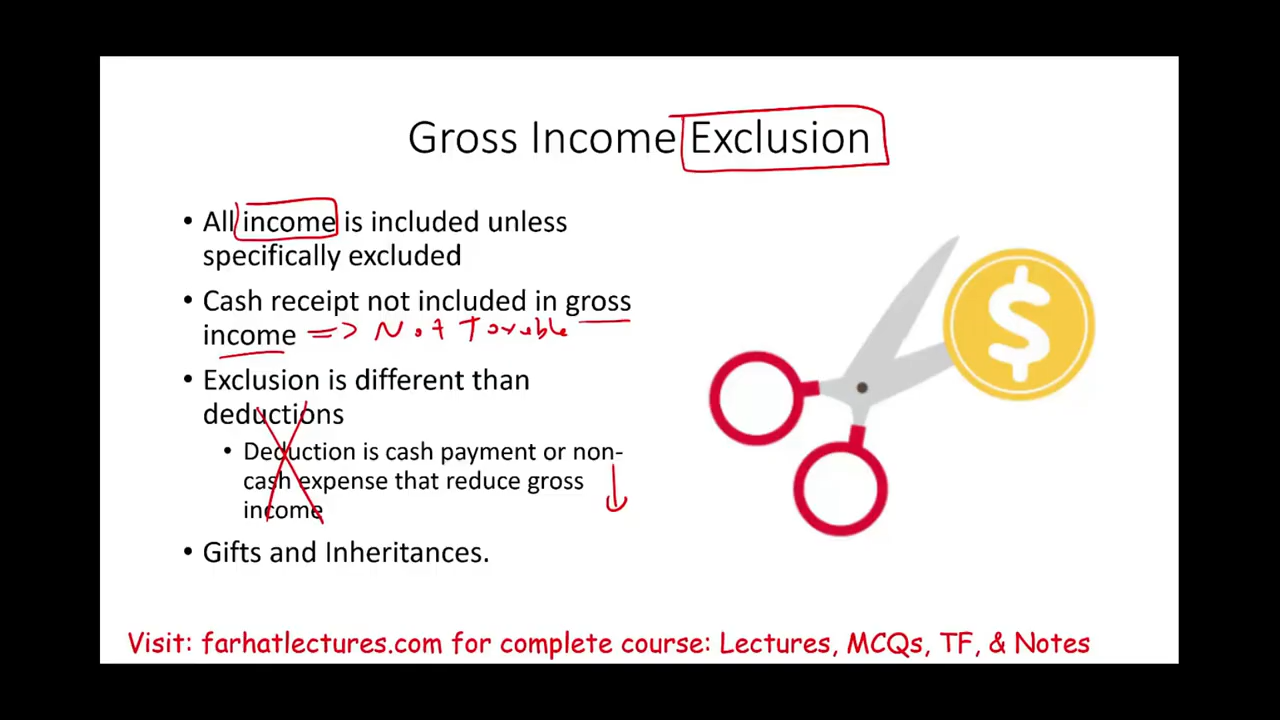 Gross Income Exclusion
• All income is included unless
specifically excluded
• Cash receipt not included in gross
income => Not Taxable
• Exclusion is different than
deductions
• Deduction is cash payment or non-
cash expense that reduce gross
income
• Gifts and Inheritances.
$
Visit: farhatlectures.com for complete course: Lectures, MCQs, TF, & Notes